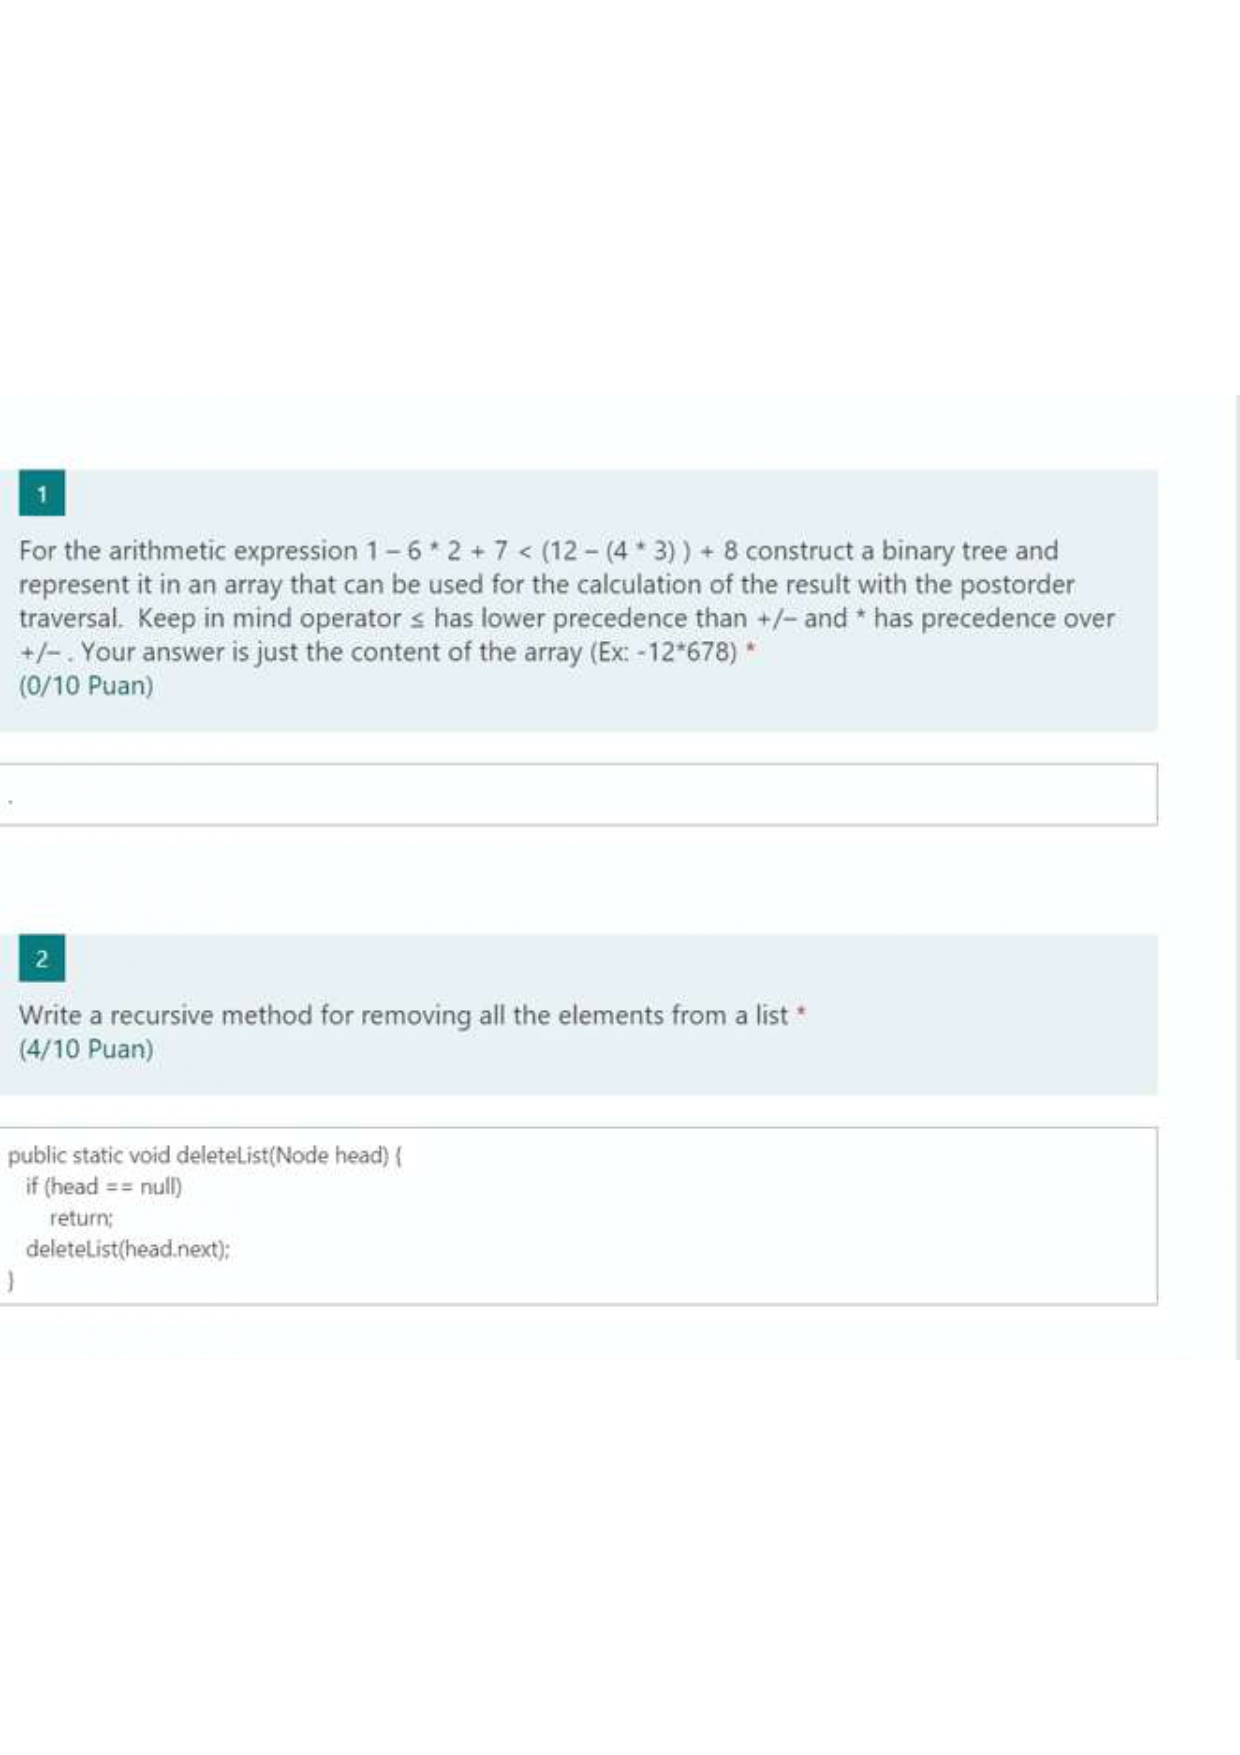 1
For the arithmetic expression 1 – 6 * 2 + 7 < (12 – (4 * 3) ) + 8 construct a binary tree and
represent it in an array that can be used for the calculation of the result with the postorder
traversal.  Keep in mind operator ≤ has lower precedence than +/– and * has precedence over
+/– . Your answer is just the content of the array (Ex: -12*678) *
(0/10 Puan)
.
2
Write a recursive method for removing all the elements from a list *
(4/10 Puan)
public static void deleteList(Node head) {
if (head == null)
return;
deleteList(head.next);
}